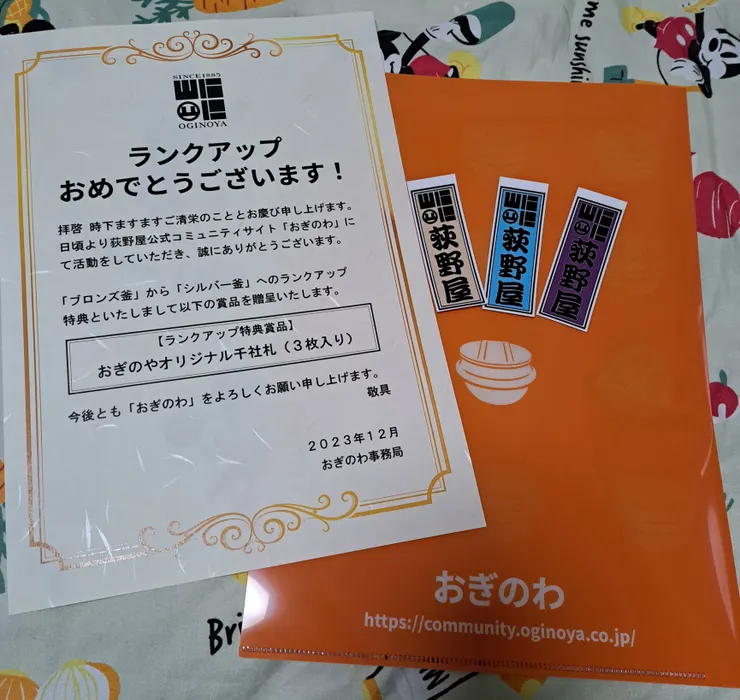 me sunshine
SINCE1885
OGINOYA
ランクアップ
おめでとうございます！
拝啓 時下ますますご清栄のこととお慶び申し上げます。
日頃より荻野屋公式コミュニティサイト「おぎのわ」に
て活動をしていただき、誠にありがとうございます。
「ブロンズ釜」から「シルバー釜」へのランクアップ
特典といたしまして以下の賞品を贈呈いたします。
【ランクアップ特典賞品】
おぎのやオリジナル千社札（３枚入り）
今後とも「おぎのわ」をよろしくお願い申し上げます。
敬具
２０２３年１２月
おぎのわ事務局
荻野屋
荻野屋
荻野屋
おぎのわ
https://community.oginoya.co.jp/
Bri